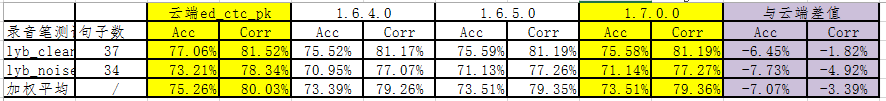 云端ed_ctc_pk 1.6.4.0 1.6.5.0 1.7.0.0 与云端差值
录音笔测 句子数 Acc Corr Acc Corr Acc Corr Acc Corr Acc Corr
lyb_clean 37 77.06% 81.52% 75.52% 81.17% 75.59% 81.19% 75.58% 81.19% -6.45% -1.82%
lyb_noise 34 73.21% 78.34% 70.95% 77.07% 71.13% 77.26% 71.14% 77.27% -7.73% -4.92%
加权平均 / 75.26% 80.03% 73.39% 79.26% 73.51% 79.35% 73.51% 79.36% -7.07% -3.39%